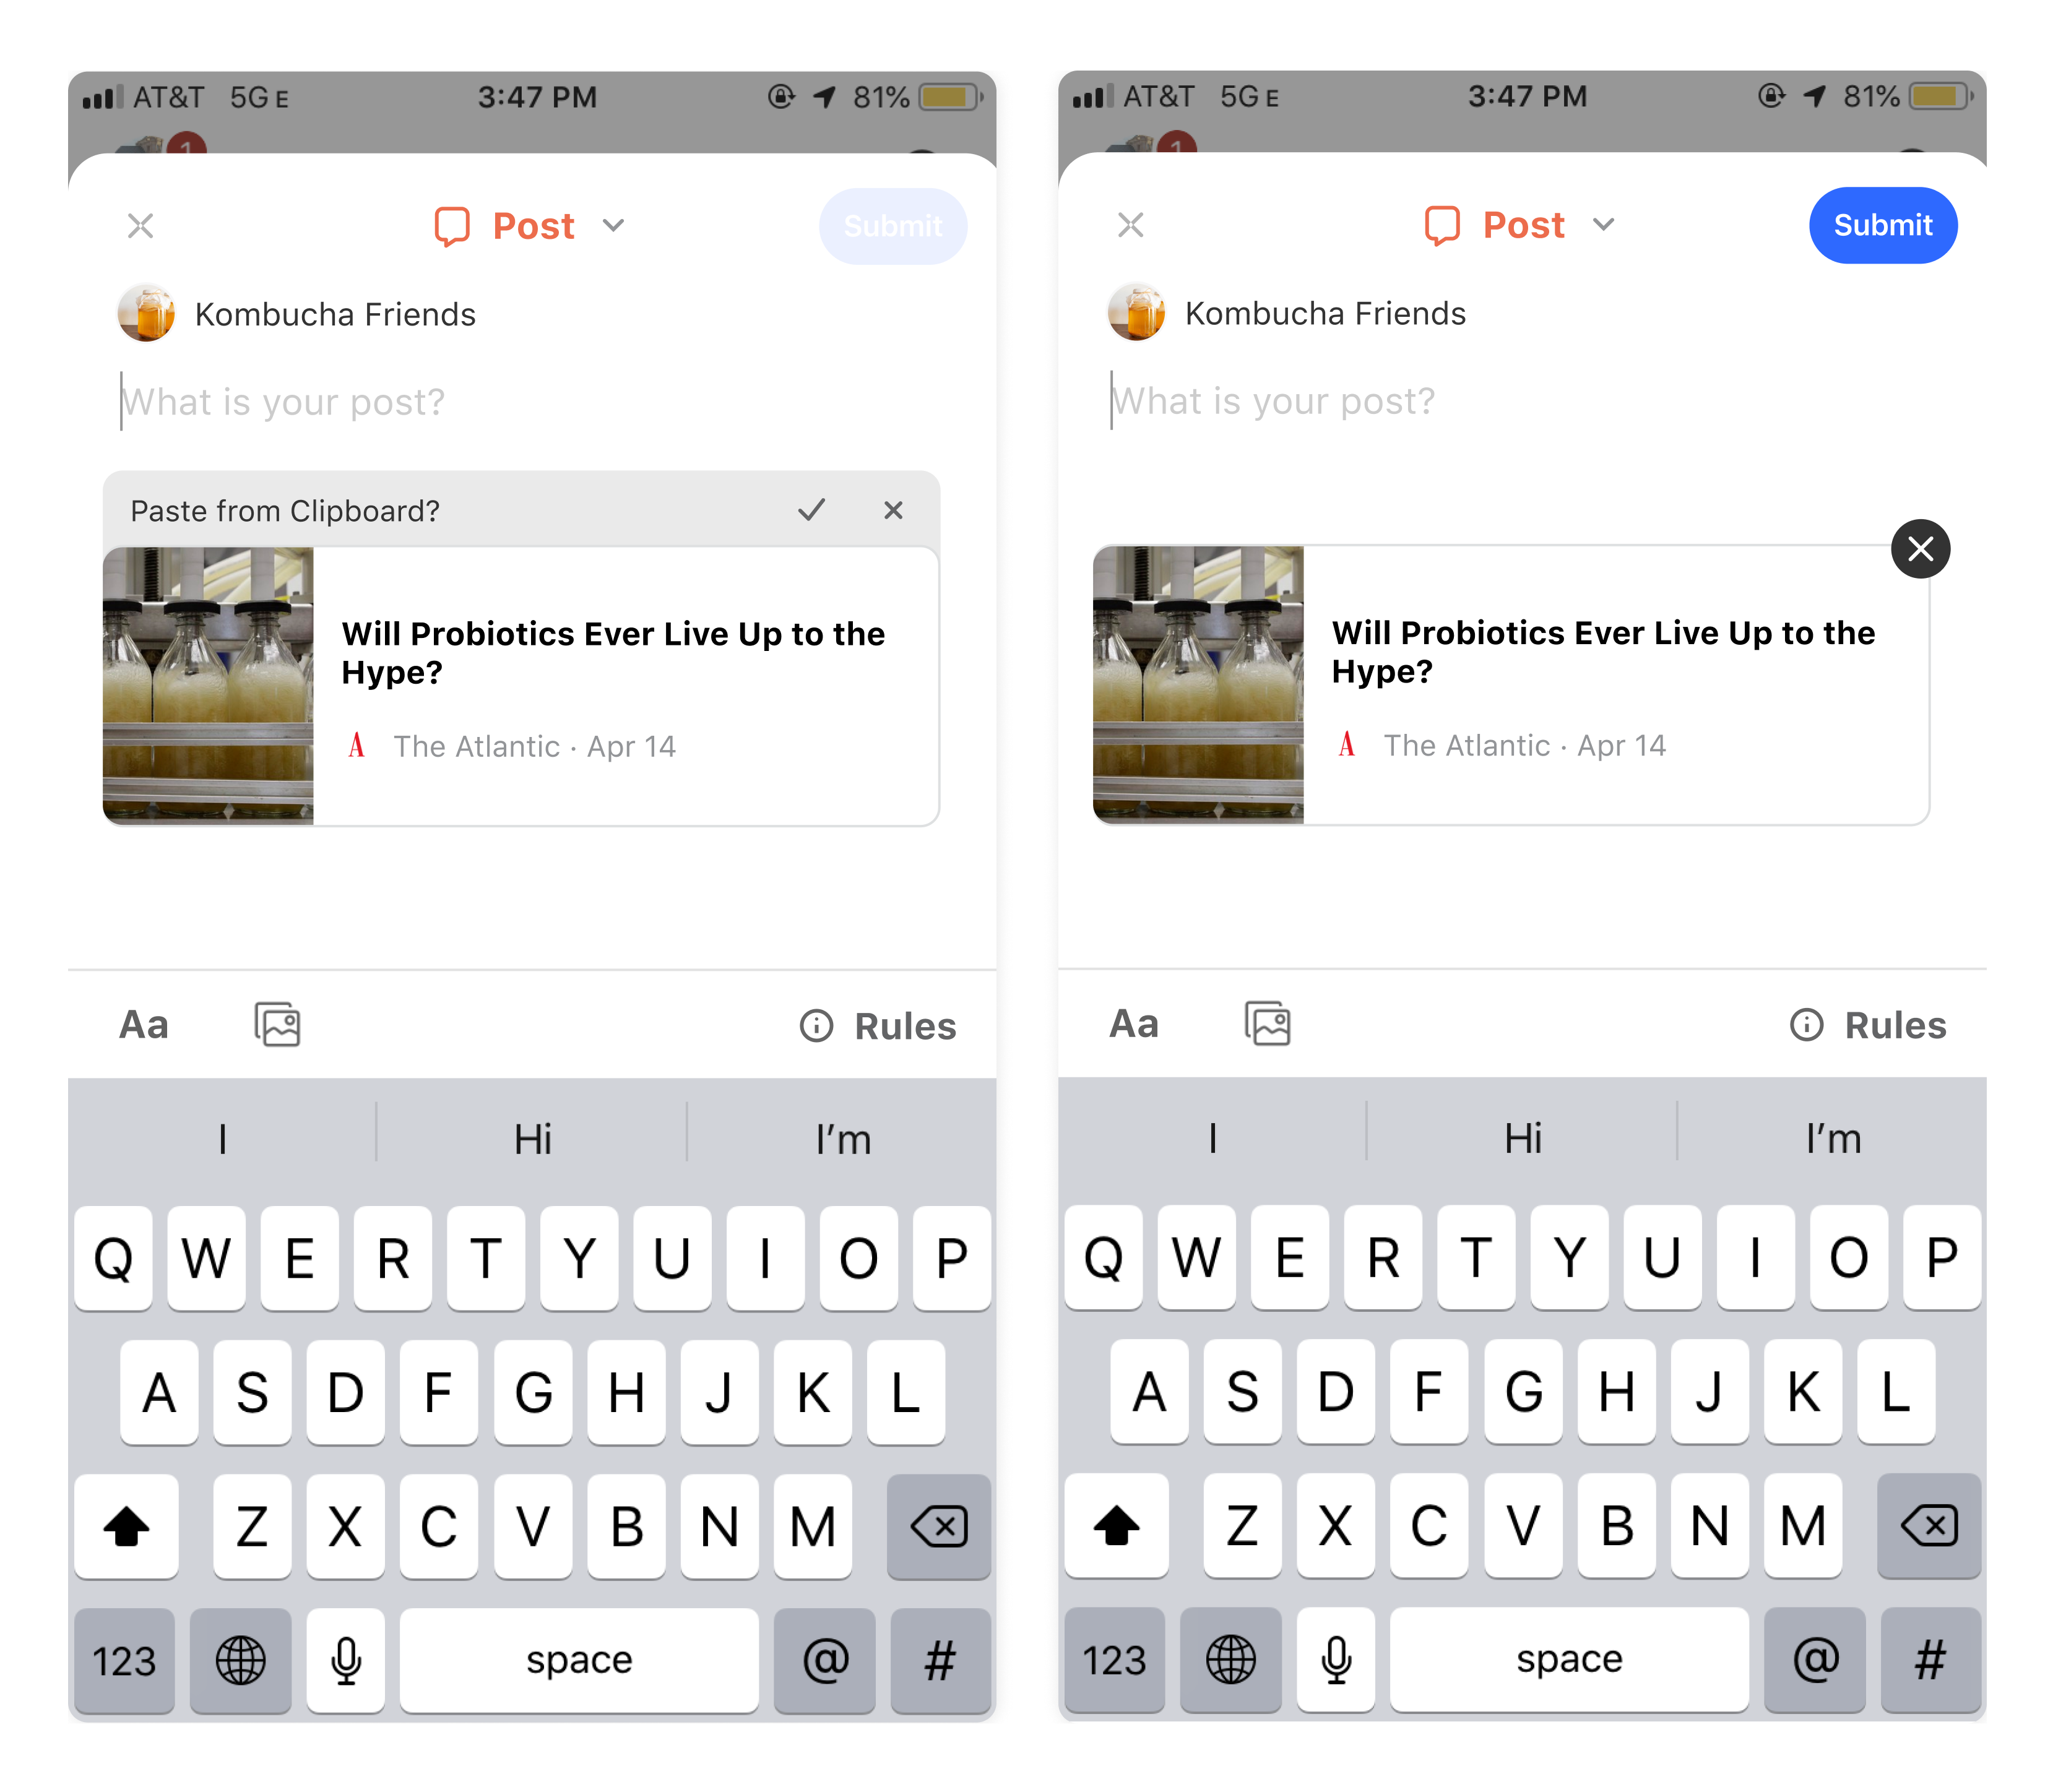 AT&T 5G E 3:47 PM 81%
1
Post Submit
Kombucha Friends
What is your post?
Paste from Clipboard?
Will Probiotics Ever Live Up to the
Hype?
A The Atlantic · Apr 14
Aa Rules
I Hi I'm
Q W E R T Y U I O P
A S D F G H J K L
Z X C V B N M
123 space @ #
AT&T 5G E 3:47 PM 81%
1
Post Submit
Kombucha Friends
What is your post?
Will Probiotics Ever Live Up to the
Hype?
A The Atlantic · Apr 14
Aa Rules
I Hi I'm
Q W E R T Y U I O P
A S D F G H J K L
Z X C V B N M
123 space @ #